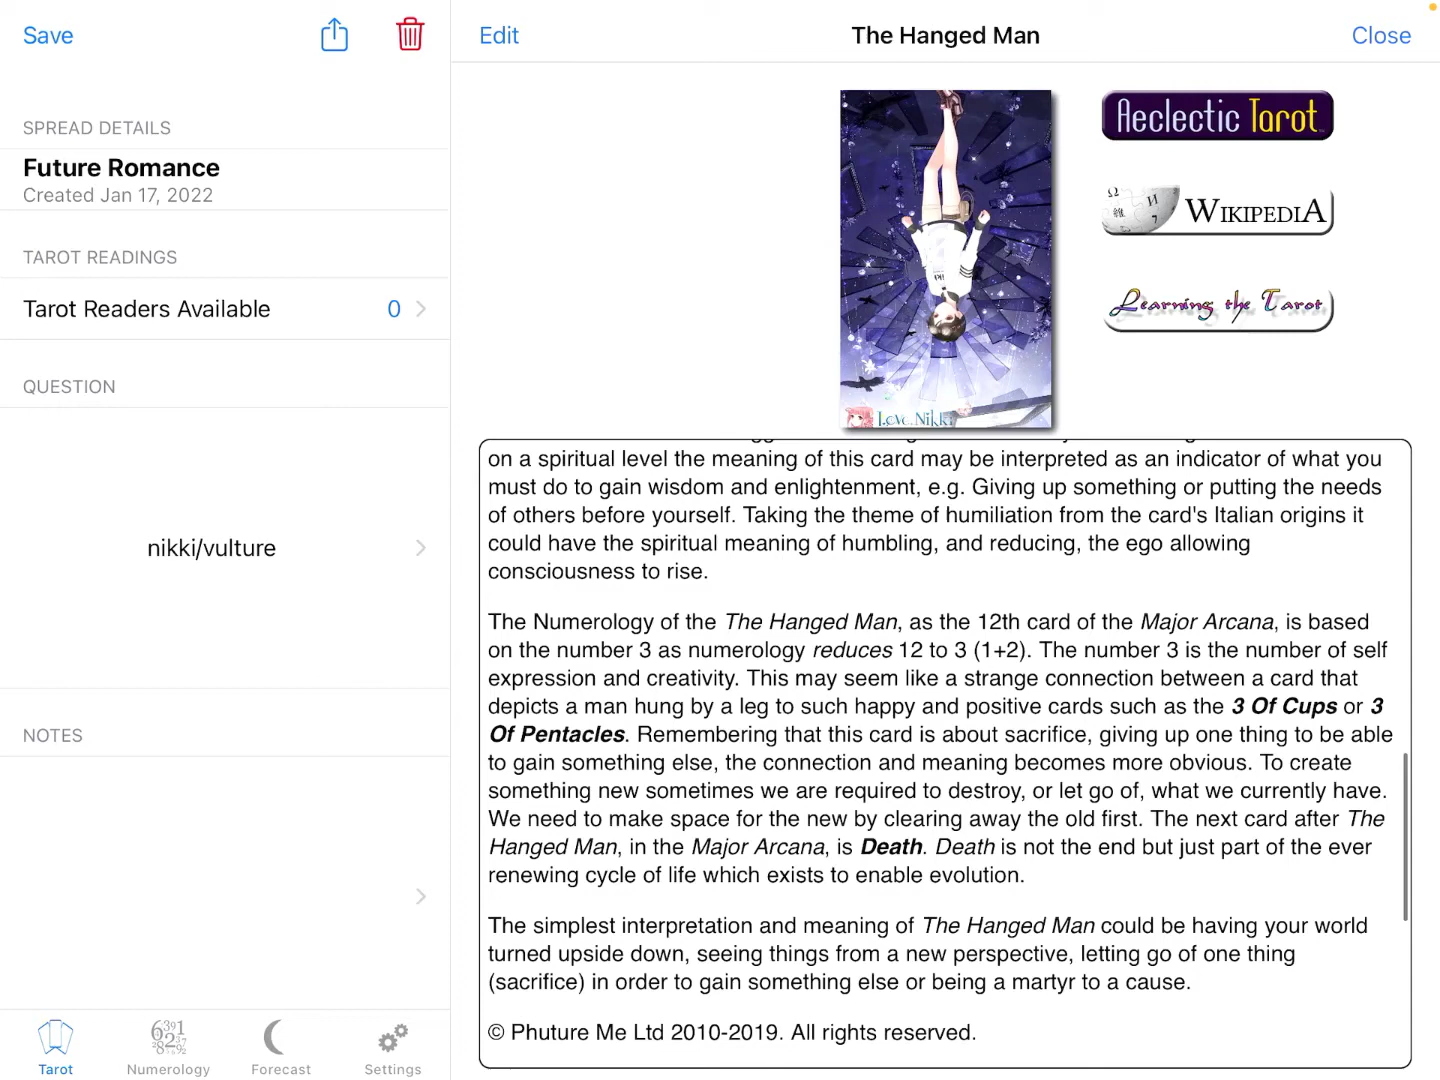 Save
Edit
The Hanged Man
Close
SPREAD DETAILS
Future Romance
Created Jan 17, 2022
TAROT READINGS
Tarot Readers Available
0
QUESTION
nikki/vulture
NOTES
Tarot
Numerology
Forecast
Settings
Love Nikki
Aeclectic Tarot
WIKIPEDIA
Learning the Tarot
on a spiritual level the meaning of this card may be interpreted as an indicator of what you
must do to gain wisdom and enlightenment, e.g. Giving up something or putting the needs
of others before yourself. Taking the theme of humiliation from the card's Italian origins it
could have the spiritual meaning of humbling, and reducing, the ego allowing
consciousness to rise.
The Numerology of the The Hanged Man, as the 12th card of the Major Arcana, is based
on the number 3 as numerology reduces 12 to 3 (1+2). The number 3 is the number of self
expression and creativity. This may seem like a strange connection between a card that
depicts a man hung by a leg to such happy and positive cards such as the 3 Of Cups or 3
Of Pentacles. Remembering that this card is about sacrifice, giving up one thing to be able
to gain something else, the connection and meaning becomes more obvious. To create
something new sometimes we are required to destroy, or let go of, what we currently have.
We need to make space for the new by clearing away the old first. The next card after The
Hanged Man, in the Major Arcana, is Death. Death is not the end but just part of the ever
renewing cycle of life which exists to enable evolution.
The simplest interpretation and meaning of The Hanged Man could be having your world
turned upside down, seeing things from a new perspective, letting go of one thing
(sacrifice) in order to gain something else or being a martyr to a cause.
© Phuture Me Ltd 2010-2019. All rights reserved.